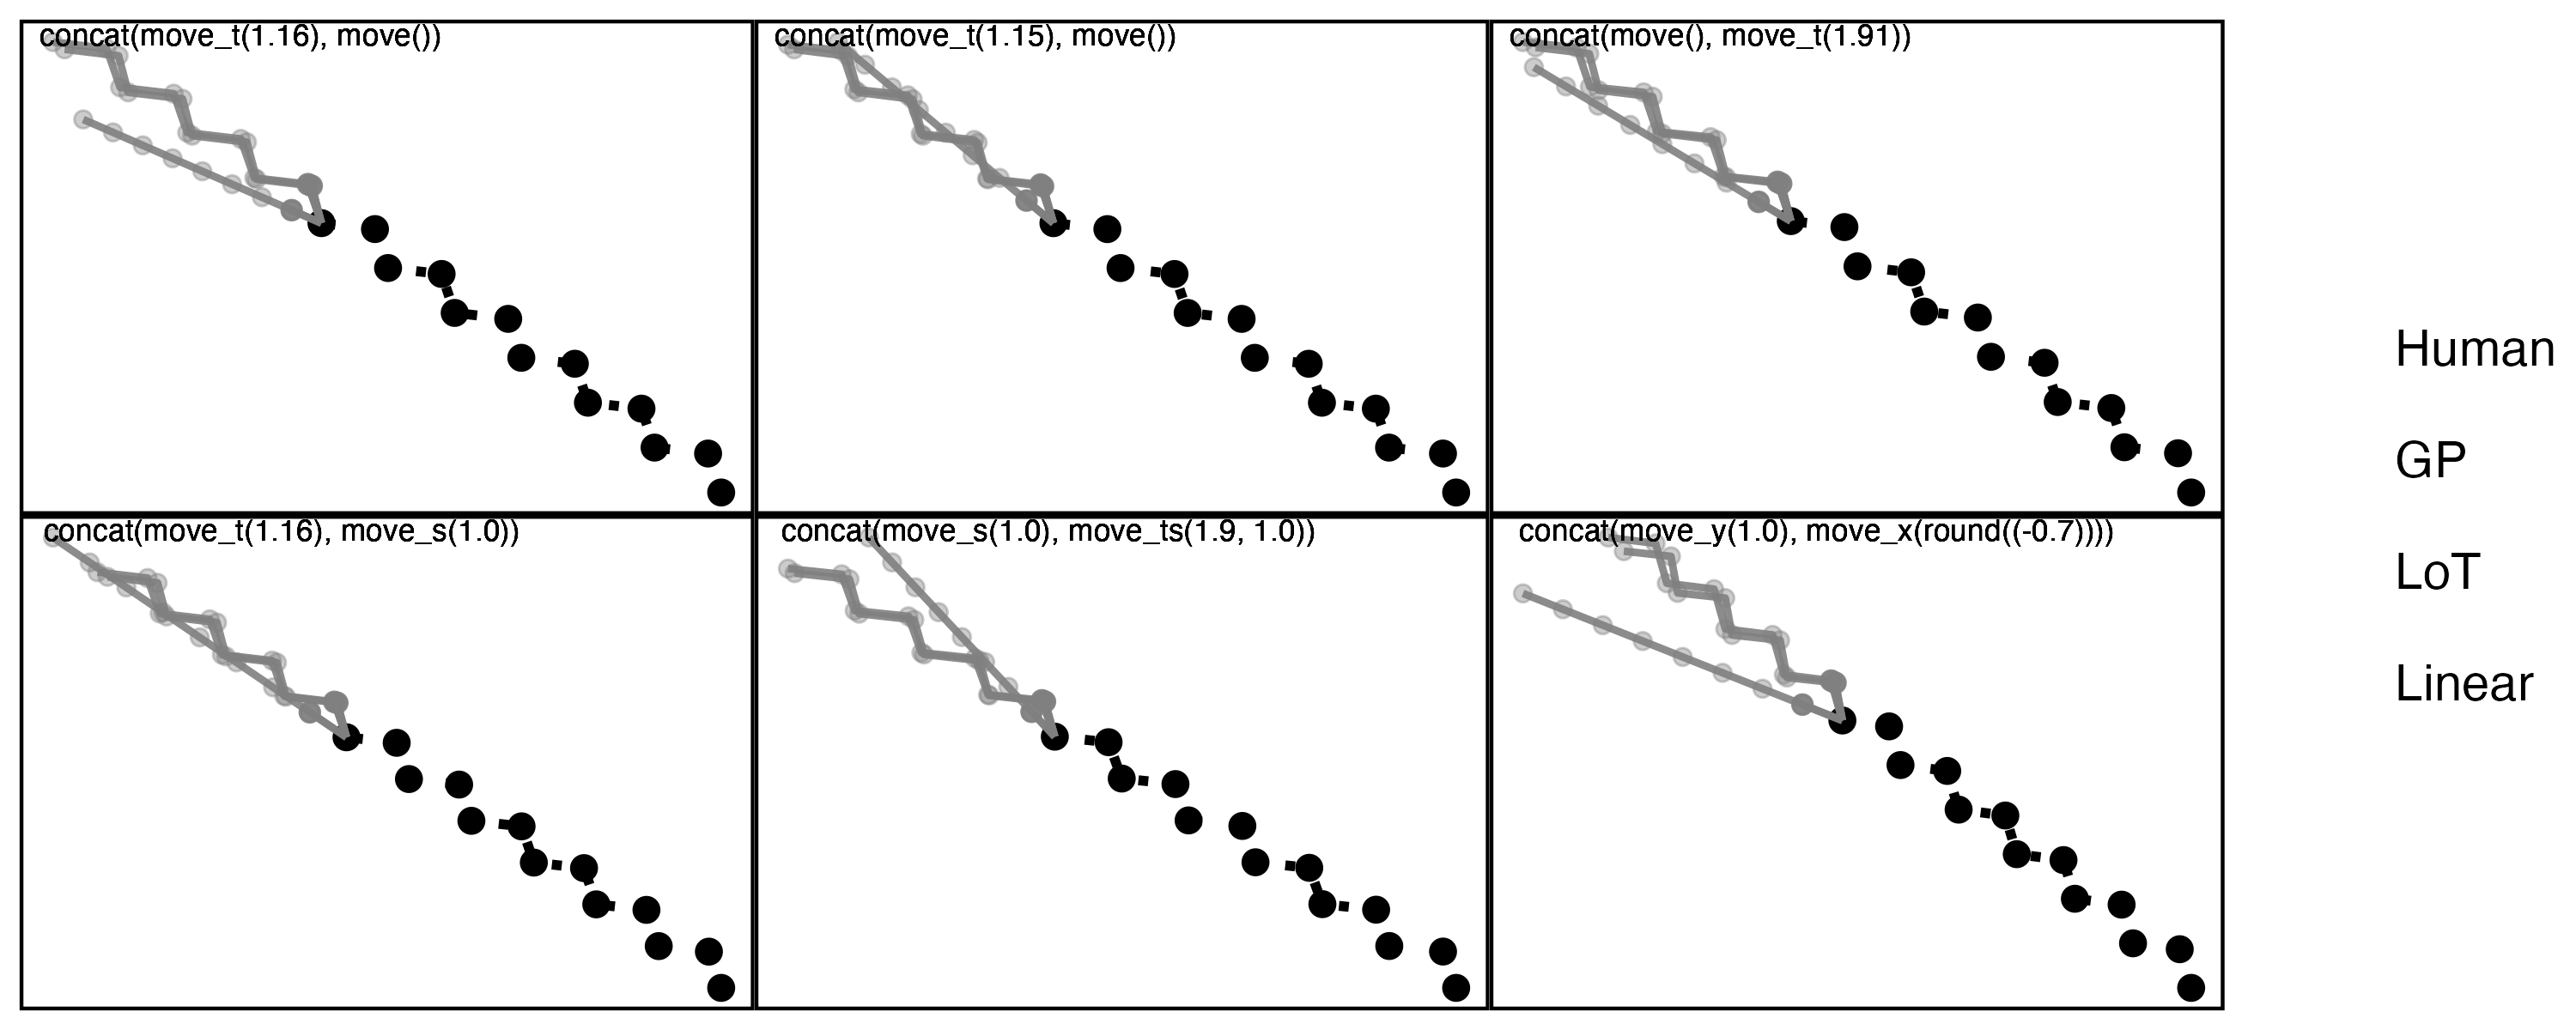 concat(move_t(1.16), move())
concat(move_t(1.15), move())
concat(move(), move_t(1.91))
concat(move_t(1.16), move_s(1.0))
concat(move_s(1.0), move_ts(1.9, 1.0))
concat(move_y(1.0), move_x(round((-0.7))))
Human
GP
LoT
Linear